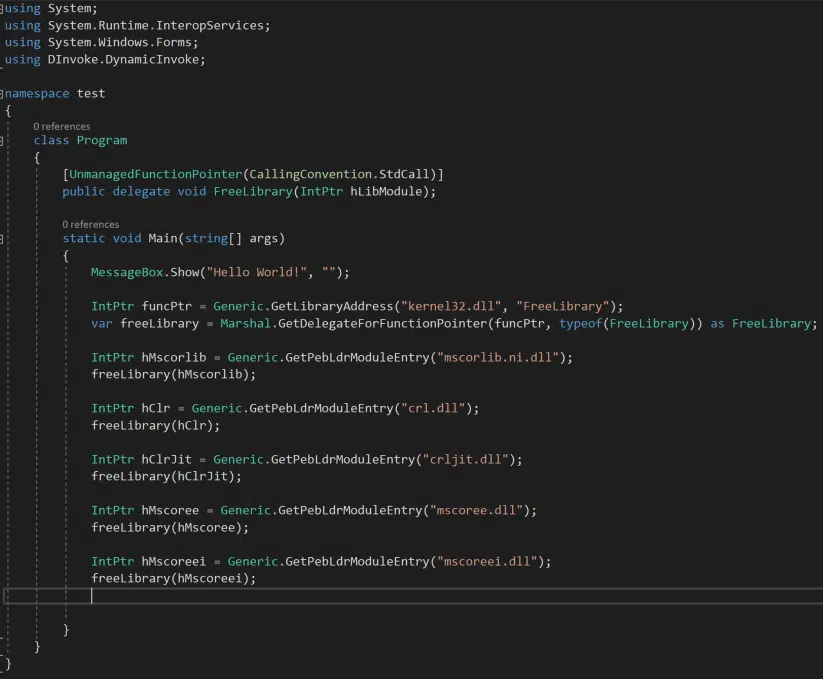 using System;
using System.Runtime.InteropServices;
using System.Windows.Forms;
using DInvoke.DynamicInvoke;
namespace test
{
0 references
class Program
{
[UnmanagedFunctionPointer(CallingConvention.StdCall)]
public delegate void FreeLibrary(IntPtr hLibModule);
0 references
static void Main(string[] args)
{
MessageBox.Show("Hello World!", "");
IntPtr funcPtr = Generic.GetLibraryAddress("kernel32.dll", "FreeLibrary");
var freeLibrary = Marshal.GetDelegateForFunctionPointer(funcPtr, typeof(FreeLibrary)) as FreeLibrary;
IntPtr hMscorlib = Generic.GetPebLdrModuleEntry("mscorlib.ni.dll");
freeLibrary(hMscorlib);
IntPtr hClr = Generic.GetPebLdrModuleEntry("crl.dll");
freeLibrary(hClr);
IntPtr hClrJit = Generic.GetPebLdrModuleEntry("crljit.dll");
freeLibrary(hClrJit);
IntPtr hMscoree = Generic.GetPebLdrModuleEntry("mscoree.dll");
freeLibrary(hMscoree);
IntPtr hMscoreei = Generic.GetPebLdrModuleEntry("mscoreei.dll");
freeLibrary(hMscoreei);
}
}
}